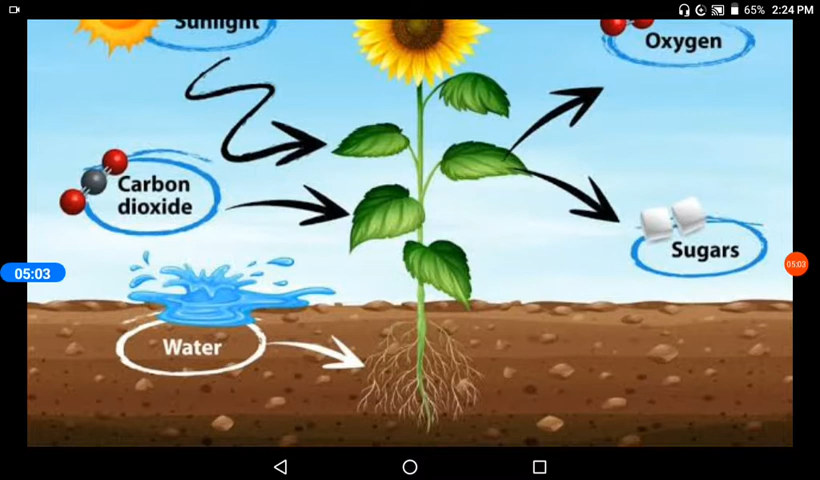 65% 2:24 PM
Sunlight
Oxygen
Carbon
dioxide
Sugars
05:03
05:03
Water